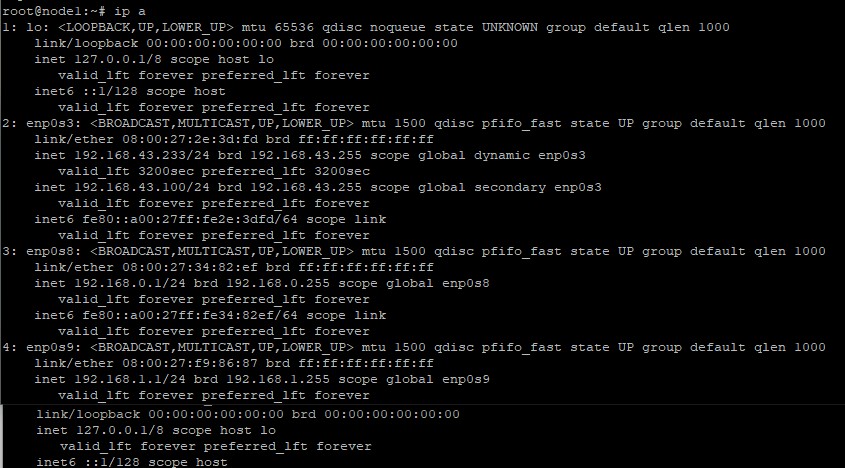 root@node1:~# ip a
1: lo: <LOOPBACK,UP,LOWER_UP> mtu 65536 qdisc noqueue state UNKNOWN group default qlen 1000
    link/loopback 00:00:00:00:00:00 brd 00:00:00:00:00:00
    inet 127.0.0.1/8 scope host lo
       valid_lft forever preferred_lft forever
    inet6 ::1/128 scope host
       valid_lft forever preferred_lft forever
2: enp0s3: <BROADCAST,MULTICAST,UP,LOWER_UP> mtu 1500 qdisc pfifo_fast state UP group default qlen 1000
    link/ether 08:00:27:2e:3d:fd brd ff:ff:ff:ff:ff:ff
    inet 192.168.43.233/24 brd 192.168.43.255 scope global dynamic enp0s3
       valid_lft 3200sec preferred_lft 3200sec
    inet 192.168.43.100/24 brd 192.168.43.255 scope global secondary enp0s3
       valid_lft forever preferred_lft forever
    inet6 fe80::a00:27ff:fe2e:3dfd/64 scope link
       valid_lft forever preferred_lft forever
3: enp0s8: <BROADCAST,MULTICAST,UP,LOWER_UP> mtu 1500 qdisc pfifo_fast state UP group default qlen 1000
    link/ether 08:00:27:34:82:ef brd ff:ff:ff:ff:ff:ff
    inet 192.168.0.1/24 brd 192.168.0.255 scope global enp0s8
       valid_lft forever preferred_lft forever
    inet6 fe80::a00:27ff:fe34:82ef/64 scope link
       valid_lft forever preferred_lft forever
4: enp0s9: <BROADCAST,MULTICAST,UP,LOWER_UP> mtu 1500 qdisc pfifo_fast state UP group default qlen 1000
    link/ether 08:00:27:f9:86:87 brd ff:ff:ff:ff:ff:ff
    inet 192.168.1.1/24 brd 192.168.1.255 scope global enp0s9
       valid_lft forever preferred_lft forever
    link/loopback 00:00:00:00:00:00 brd 00:00:00:00:00:00
    inet 127.0.0.1/8 scope host lo
       valid_lft forever preferred_lft forever
    inet6 ::1/128 scope host